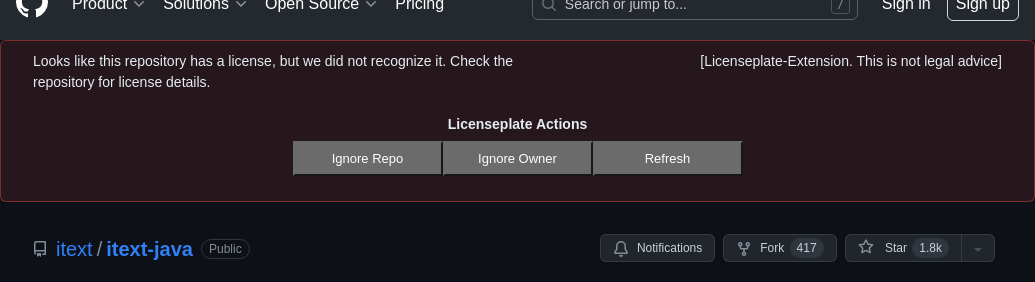 Product Solutions Open Source Pricing Search or jump to... / Sign in Sign up
Looks like this repository has a license, but we did not recognize it. Check the
repository for license details.
[Licenseplate-Extension. This is not legal advice]
Licenseplate Actions
Ignore Repo Ignore Owner Refresh
itext / itext-java Public Notifications Fork 417 Star 1.8k